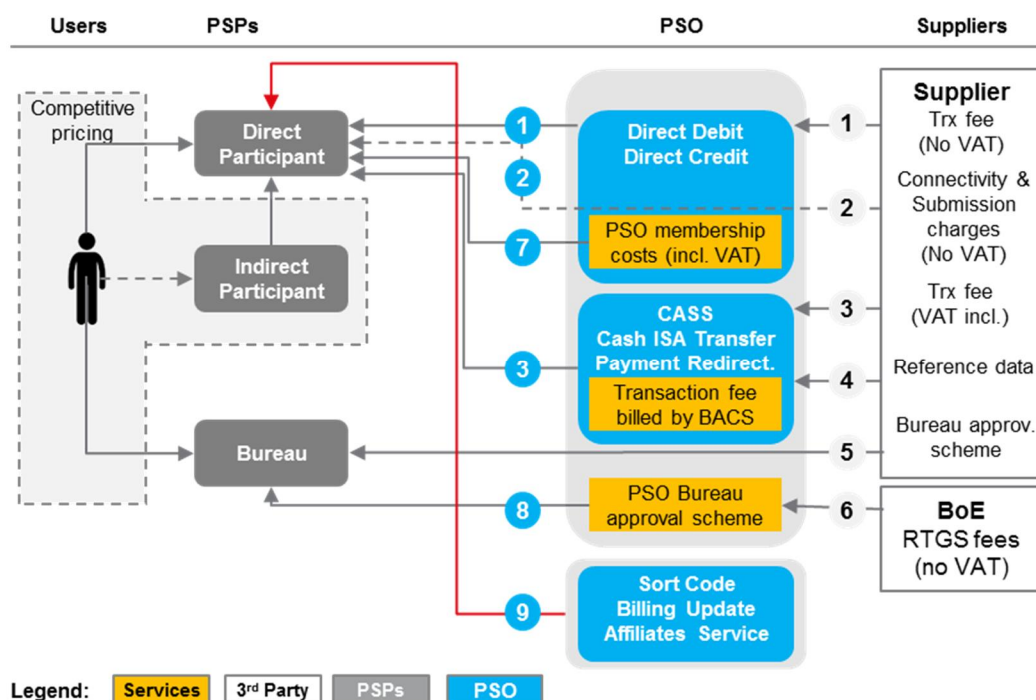 Users
PSPs
PSO
Suppliers
Competitive
pricing
Direct
Participant
Indirect
Participant
Bureau
1
2
7
3
8
9
Direct Debit
Direct Credit
PSO membership
costs (incl. VAT)
CASS
Cash ISA Transfer
Payment Redirect.
Transaction fee
billed by BACS
PSO Bureau
approval scheme
Sort Code
Billing Update
Affiliates Service
1
2
3
4
5
6
Supplier
Trx fee
(No VAT)
Connectivity &
Submission
charges
(No VAT)
Trx fee
(VAT incl.)
Reference data
Bureau approv.
scheme
BoE
RTGS fees
(no VAT)
Legend:
Services
3rd Party
PSPs
PSO